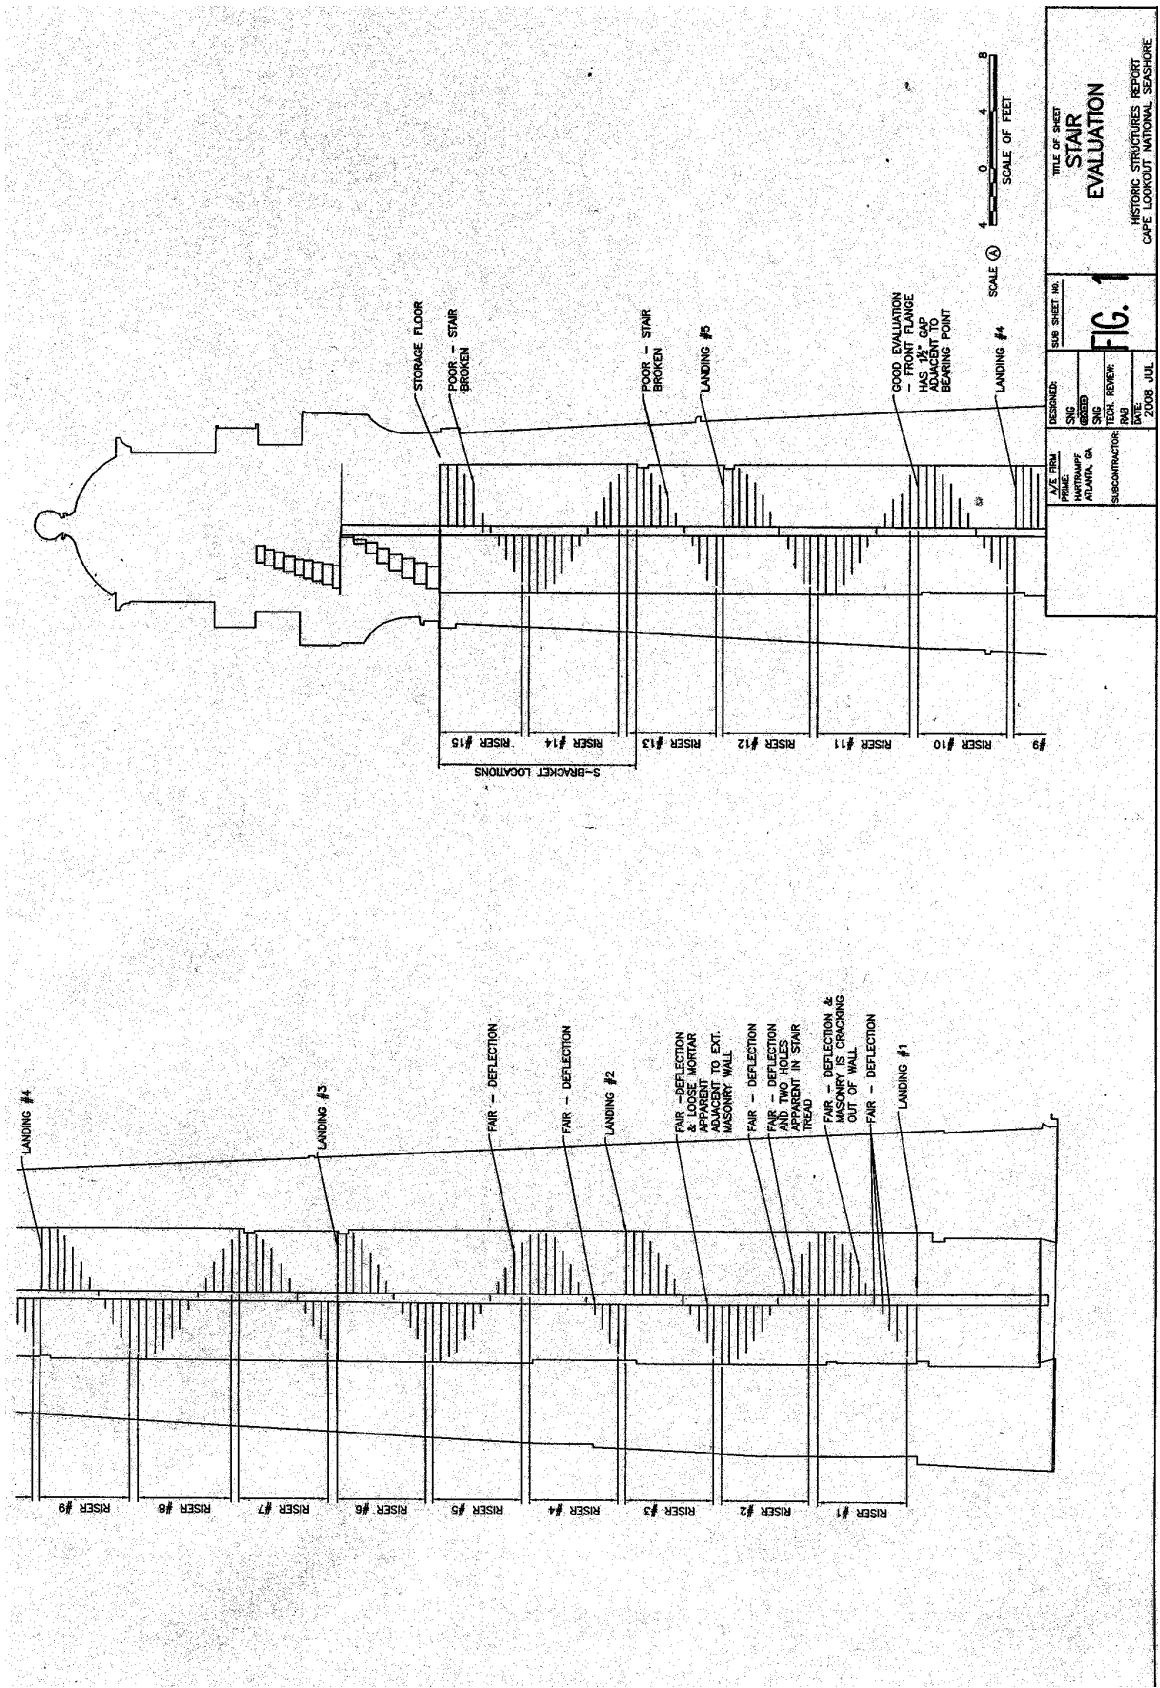 LANDING #4
LANDING #3
FAIR - DEFLECTION
FAIR - DEFLECTION
LANDING #2
FAIR -DEFLECTION
& LOOSE MORTAR
APPARENT
ADJACENT TO EXT.
MASONRY WALL
FAIR - DEFLECTION
FAIR - DEFLECTION
AND TWO HOLES
APPARENT IN STAIR
TREAD
FAIR - DEFLECTION &
MASONRY IS CRACKING
OUT OF WALL
FAIR - DEFLECTION
LANDING #1
RISER #9
RISER #8
RISER #7
RISER #6
RISER #5
RISER #4
RISER #3
RISER #2
RISER #1
STORAGE FLOOR
POOR - STAIR
BROKEN
POOR - STAIR
BROKEN
LANDING #5
GOOD EVALUATION
- FRONT FLANGE
HAS 1½" GAP
ADJACENT TO
BEARING POINT
LANDING #4
S-BRACKET LOCATIONS
RISER #15
RISER #14
RISER #13
RISER #12
RISER #11
RISER #10
#9
SCALE A
4 0 4 8
SCALE OF FEET
A/E FIRM
PRIME:
HARTRAMPF
ATLANTA, GA
SUBCONTRACTOR:
DESIGNED:
SNG
SNG
TECH. REVIEW:
RAB
DATE:
2008 JUL
SUB SHEET NO.
FIG. 1
TITLE OF SHEET
STAIR
EVALUATION
HISTORIC STRUCTURES REPORT
CAPE LOOKOUT NATIONAL SEASHORE